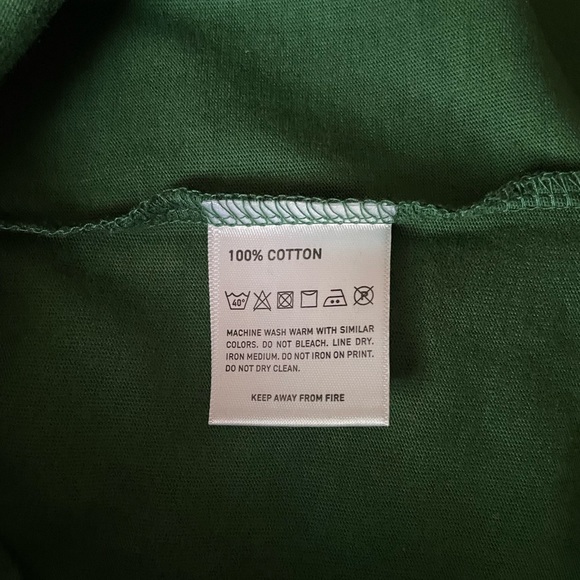 100% COTTON
40°
P
MACHINE WASH WARM WITH SIMILAR
COLORS. DO NOT BLEACH. LINE DRY.
IRON MEDIUM. DO NOT IRON ON PRINT.
DO NOT DRY CLEAN.
KEEP AWAY FROM FIRE